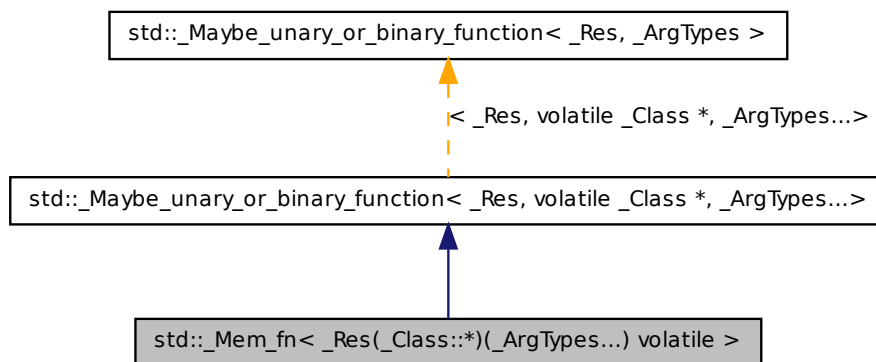 std::_Maybe_unary_or_binary_function< _Res, _ArgTypes >
< _Res, volatile _Class *, _ArgTypes...>
std::_Maybe_unary_or_binary_function< _Res, volatile _Class *, _ArgTypes...>
std::_Mem_fn< _Res(_Class::*)(_ArgTypes...) volatile >